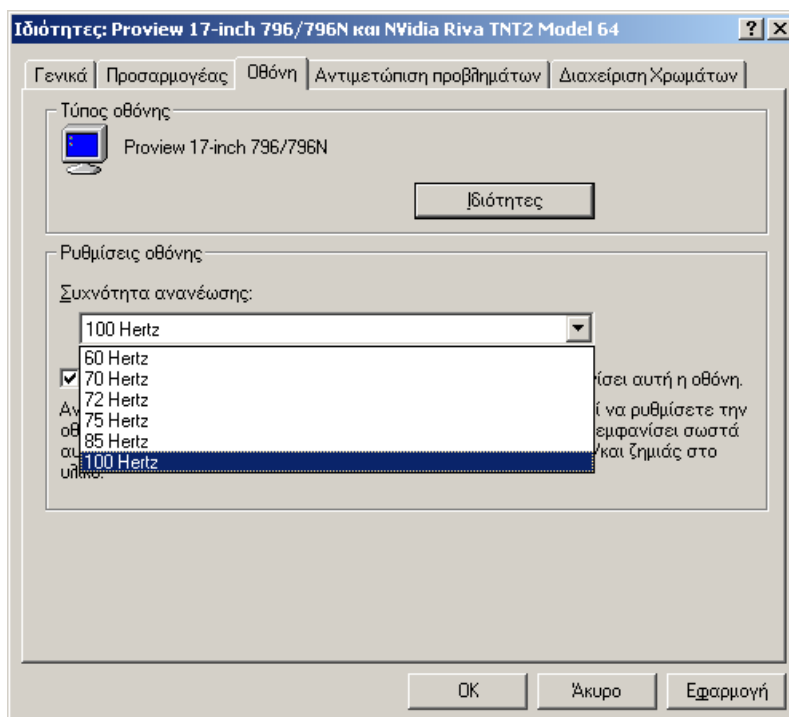 Ιδιότητες: Proview 17-inch 796/796N και NVidia Riva TNT2 Model 64
Γενικά Προσαρμογέας Οθόνη Αντιμετώπιση προβλημάτων Διαχείριση Χρωμάτων
Τύπος οθόνης
Proview 17-inch 796/796N
Ιδιότητες
Ρυθμίσεις οθόνης
Συχνότητα ανανέωσης:
100 Hertz
60 Hertz
70 Hertz
αυτή η οθόνη.
72 Hertz
να ρυθμίσετε την
75 Hertz
εμφανίσει σωστά
85 Hertz
/και ζημιάς στο
100 Hertz
OK Άκυρο Εφαρμογή